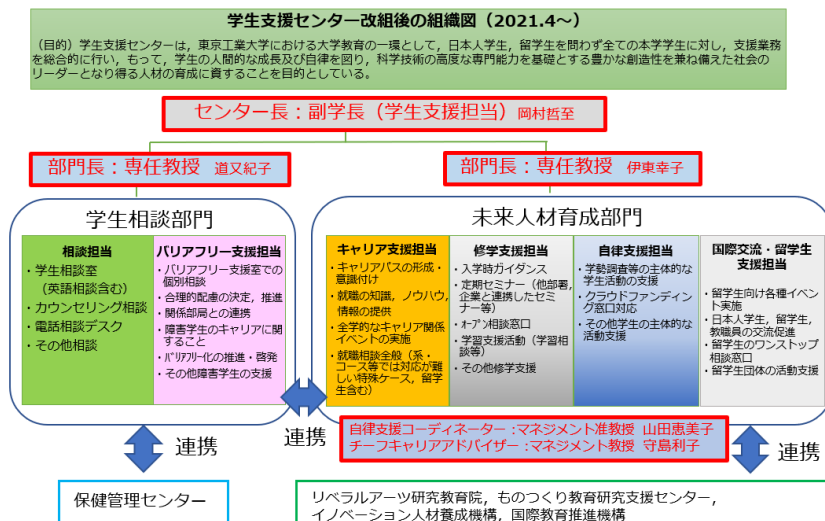 学生支援センター改組後の組織図（2021.4～）
（目的）学生支援センターは，東京工業大学における大学教育の一環として，日本人学生，留学生を問わず全ての本学学生に対し，支援業務
を総合的に行い，もって，学生の人間的な成長及び自律を図り，科学技術の高度な専門能力を基礎とする豊かな創造性を兼ね備えた社会の
リーダーとなり得る人材の育成に資することを目的としている。
センター長：副学長（学生支援担当）岡村哲至
部門長：専任教授 道又紀子
部門長：専任教授 伊東幸子
学生相談部門
相談担当
・学生相談室
（英語相談含む）
・カウンセリング相談
・電話相談デスク
・その他相談
バリアフリー支援担当
・バリアフリー支援室での
個別相談
・合理的配慮の決定，推進
・関係部局との連携
・障害学生のキャリアに関
すること
・ﾊﾞﾘｱﾌﾘｰ化の推進・啓発
・その他障害学生の支援
未来人材育成部門
キャリア支援担当
・キャリアパスの形成・
意識付け
・就職の知識，ノウハウ，
情報の提供
・全学的なキャリア関係
イベントの実施
・就職相談全般（系・
コース等では対応が難
しい特殊ケース，留学
生含む）
修学支援担当
・入学時ガイダンス
・定期セミナー（他部署，
企業と連携したセミ
ナー等）
・ｵｰﾌﾟﾝ相談窓口
・学習支援活動（学習相
談等）
・その他修学支援
自律支援担当
・学勢調査等の主体的な
学生活動の支援
・クラウドファンディン
グ窓口対応
・その他学生の主体的な
活動支援
国際交流・留学生
支援担当
・留学生向け各種イベン
ト実施
・日本人学生，留学生，
教職員の交流促進
・留学生のワンストップ
相談窓口
・留学生団体の活動支援
自律支援コーディネーター：マネジメント准教授 山田恵美子
チーフキャリアアドバイザー：マネジメント教授 守島利子
連携
連携
連携
保健管理センター
リベラルアーツ研究教育院，ものつくり教育研究支援センター，
イノベーション人材養成機構，国際教育推進機構